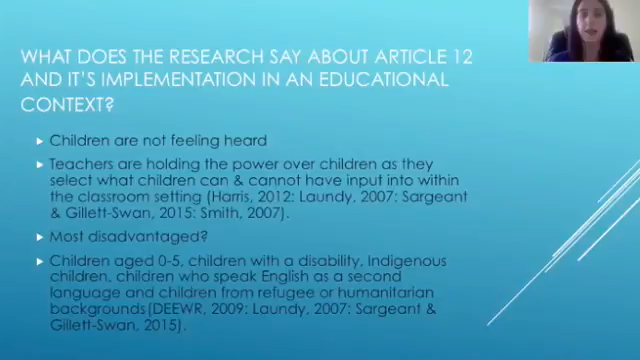 WHAT DOES THE RESEARCH SAY ABOUT ARTICLE 12
AND IT'S IMPLEMENTATION IN AN EDUCATIONAL
CONTEXT?
Children are not feeling heard
Teachers are holding the power over children as they
select what children can & cannot have input into within
the classroom setting (Harris, 2012: Laundy, 2007: Sargeant
& Gillett-Swan, 2015: Smith, 2007).
Most disadvantaged?
Children aged 0-5, children with a disability, Indigenous
children, children who speak English as a second
language and children from refugee or humanitarian
backgrounds(DEEWR, 2009: Laundy, 2007: Sargeant &
Gillett-Swan, 2015).